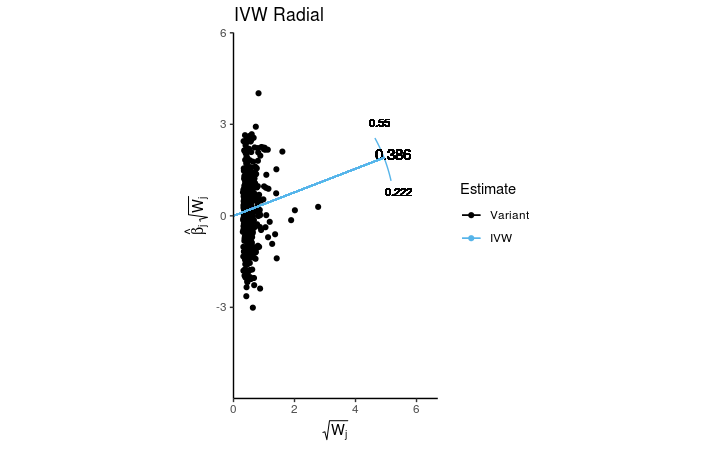 IVW Radial
6
3
0
-3
β̂ⱼ√Wⱼ
0.55
0.386
0.222
Estimate
Variant
IVW
0 2 4 6
√Wⱼ